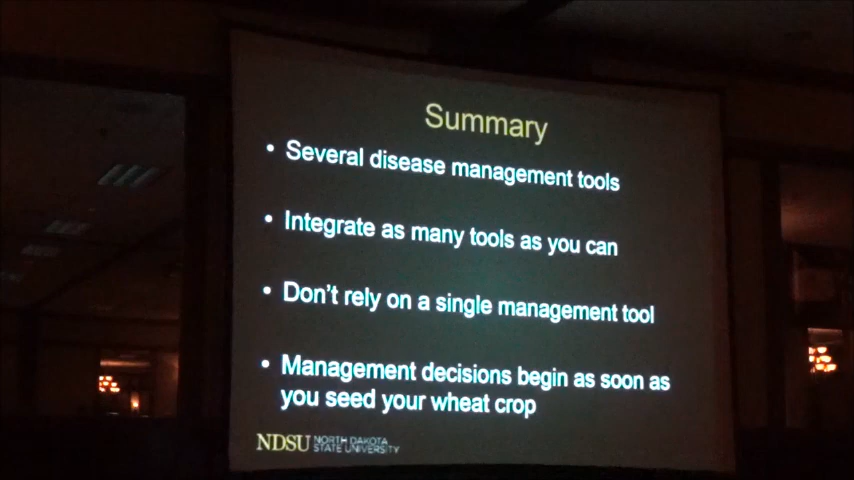 Summary
• Several disease management tools
• Integrate as many tools as you can
• Don't rely on a single management tool
• Management decisions begin as soon as
you seed your wheat crop
NDSU NORTH DAKOTA
STATE UNIVERSITY